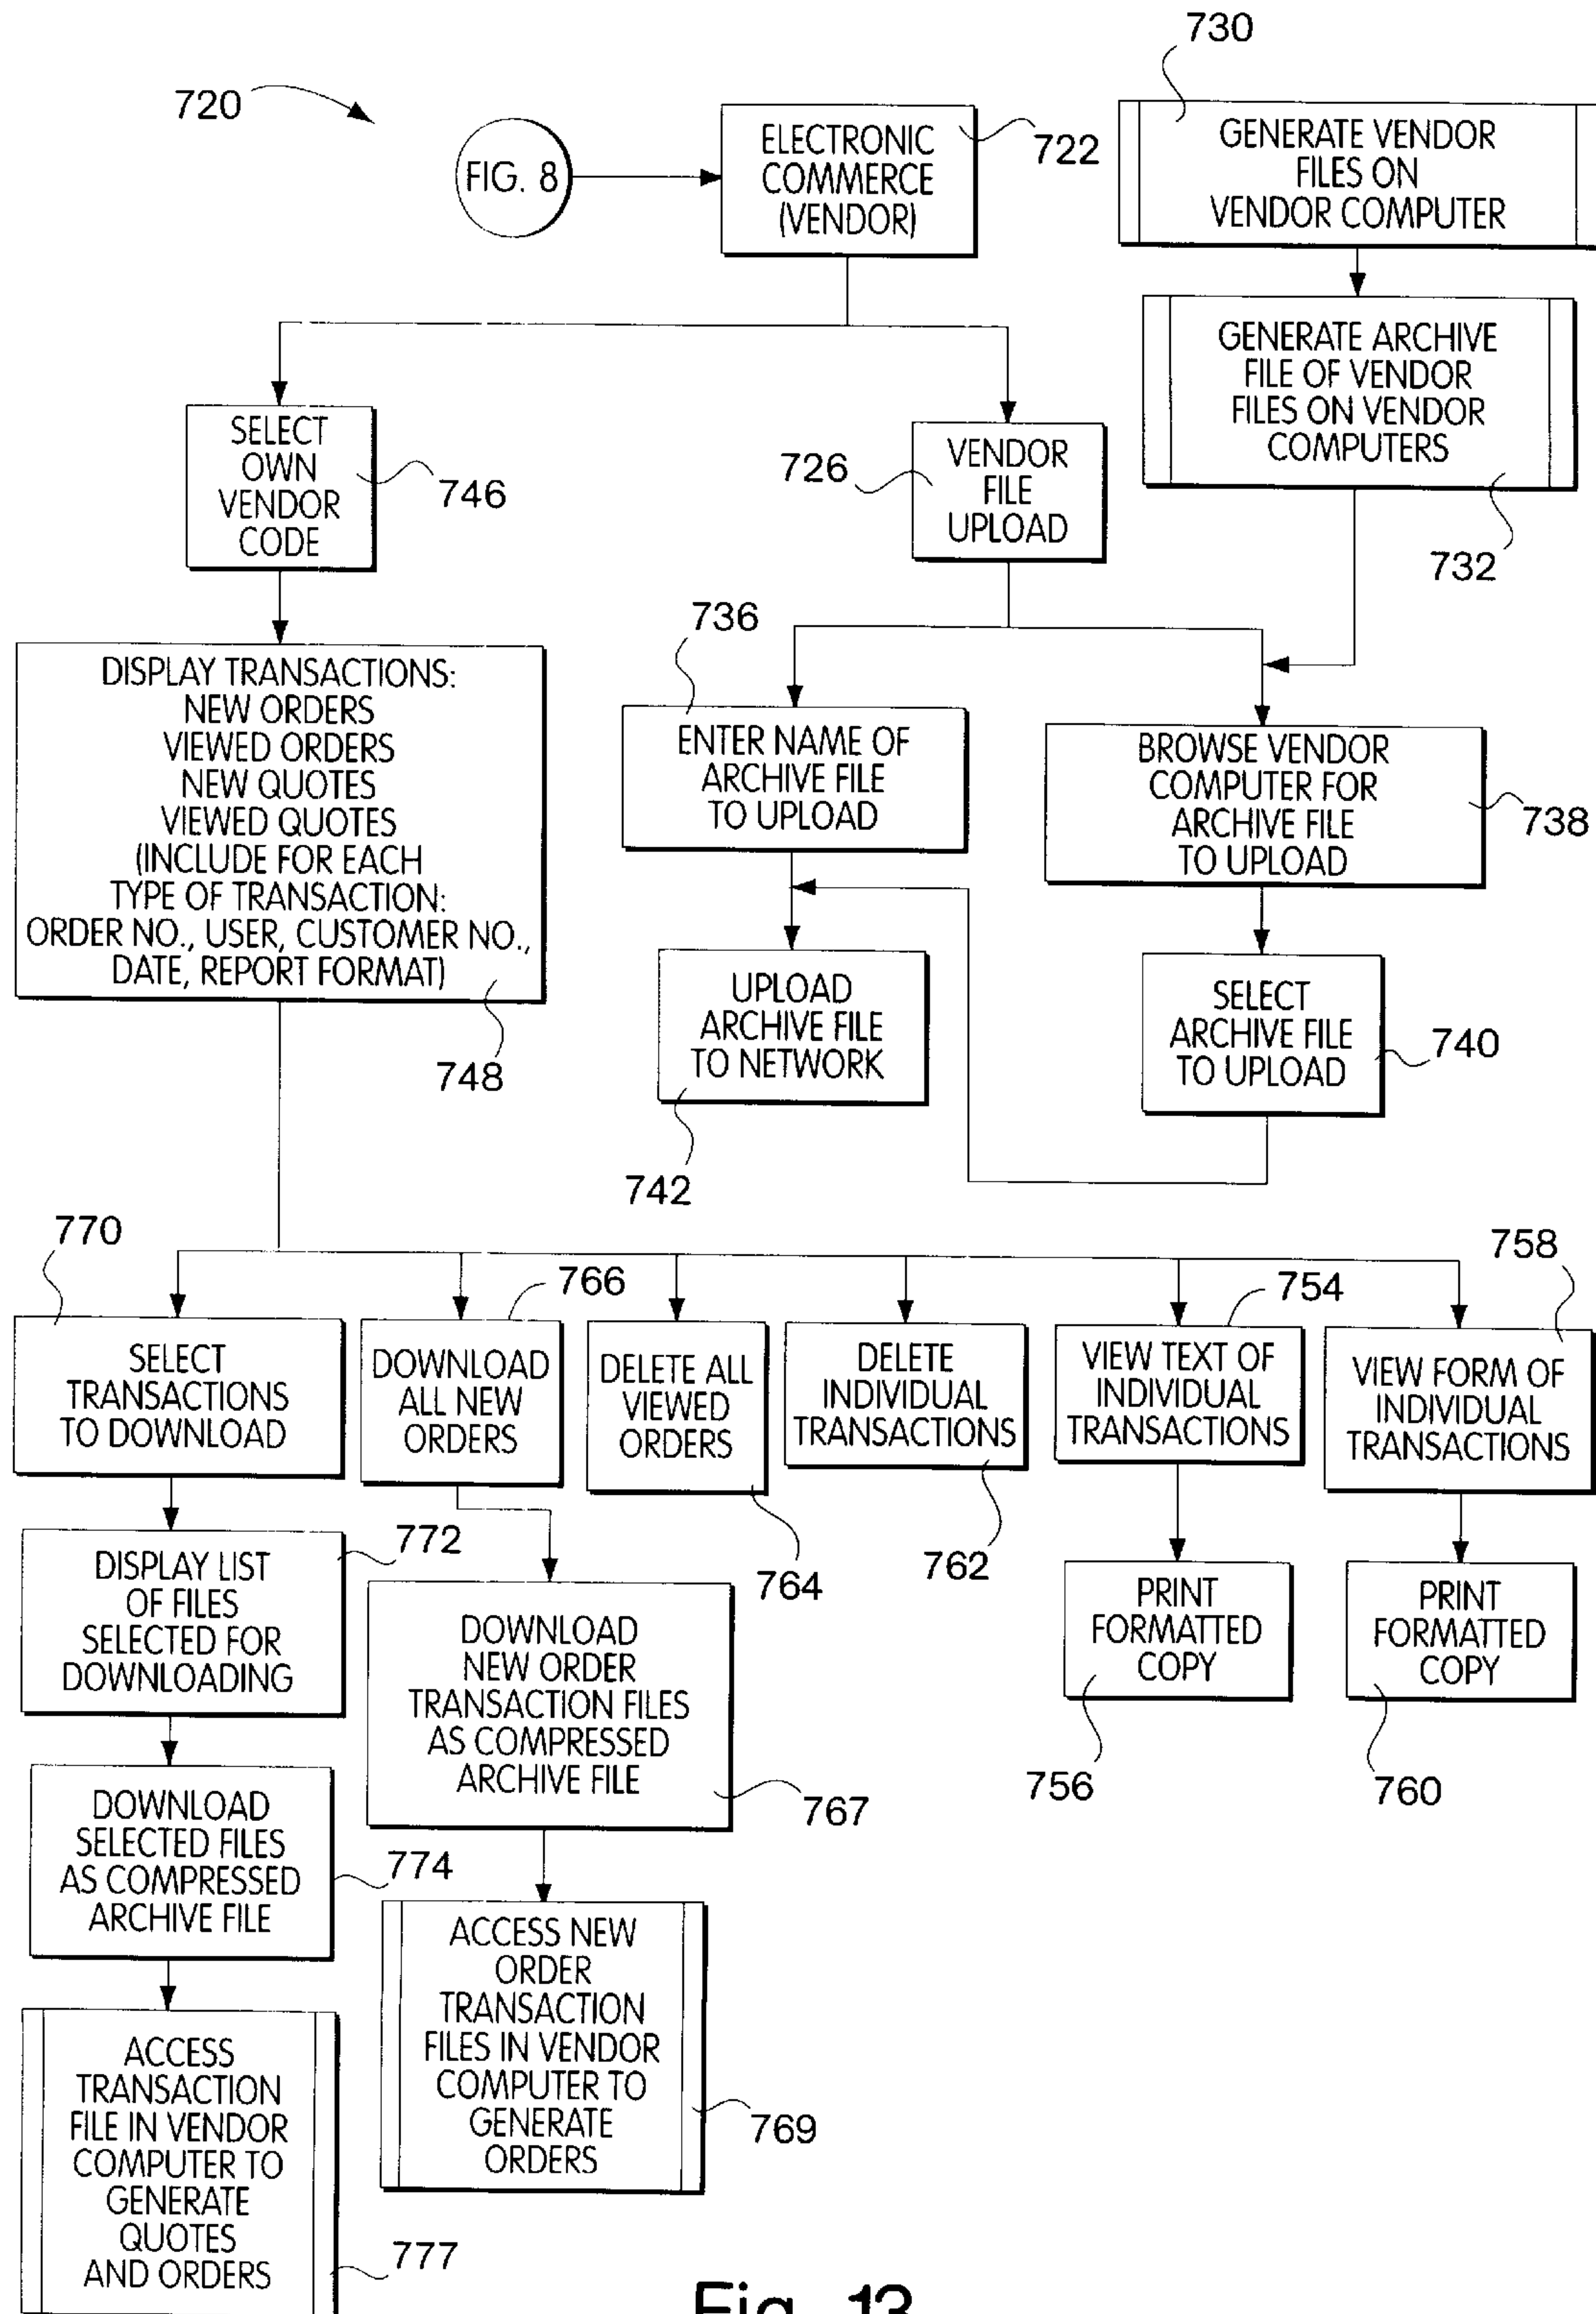 730
720
FIG. 8
ELECTRONIC
COMMERCE
(VENDOR)
722
GENERATE VENDOR
FILES ON
VENDOR COMPUTER
GENERATE ARCHIVE
FILE OF VENDOR
FILES ON VENDOR
COMPUTERS
732
SELECT
OWN
VENDOR
CODE
746
726
VENDOR
FILE
UPLOAD
736
DISPLAY TRANSACTIONS:
NEW ORDERS
VIEWED ORDERS
NEW QUOTES
VIEWED QUOTES
(INCLUDE FOR EACH
TYPE OF TRANSACTION:
ORDER NO., USER, CUSTOMER NO.,
DATE, REPORT FORMAT)
748
ENTER NAME OF
ARCHIVE FILE
TO UPLOAD
BROWSE VENDOR
COMPUTER FOR
ARCHIVE FILE
TO UPLOAD
738
UPLOAD
ARCHIVE FILE
TO NETWORK
742
SELECT
ARCHIVE FILE
TO UPLOAD
740
770
SELECT
TRANSACTIONS
TO DOWNLOAD
766
DOWNLOAD
ALL NEW
ORDERS
DELETE ALL
VIEWED
ORDERS
764
DELETE
INDIVIDUAL
TRANSACTIONS
762
754
VIEW TEXT OF
INDIVIDUAL
TRANSACTIONS
758
VIEW FORM OF
INDIVIDUAL
TRANSACTIONS
DISPLAY LIST
OF FILES
SELECTED FOR
DOWNLOADING
772
DOWNLOAD
NEW ORDER
TRANSACTION FILES
AS COMPRESSED
ARCHIVE FILE
767
PRINT
FORMATTED
COPY
756
PRINT
FORMATTED
COPY
760
DOWNLOAD
SELECTED FILES
AS COMPRESSED
ARCHIVE FILE
774
ACCESS NEW
ORDER
TRANSACTION
FILES IN VENDOR
COMPUTER TO
GENERATE
ORDERS
769
ACCESS
TRANSACTION
FILE IN VENDOR
COMPUTER TO
GENERATE
QUOTES
AND ORDERS
777
Fig. 13